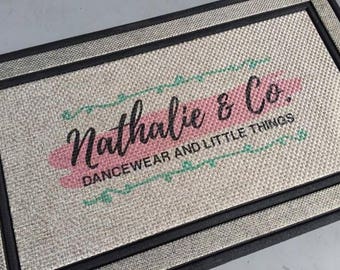 Nathalie & Co.
DANCEWEAR AND LITTLE THINGS